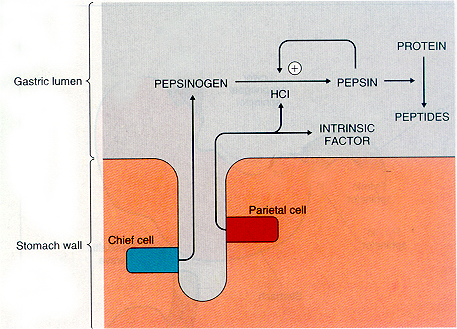 PROTEIN
Gastric lumen
PEPSINOGEN
+
PEPSIN
HCl
PEPTIDES
INTRINSIC
FACTOR
Parietal cell
Chief cell
Stomach wall